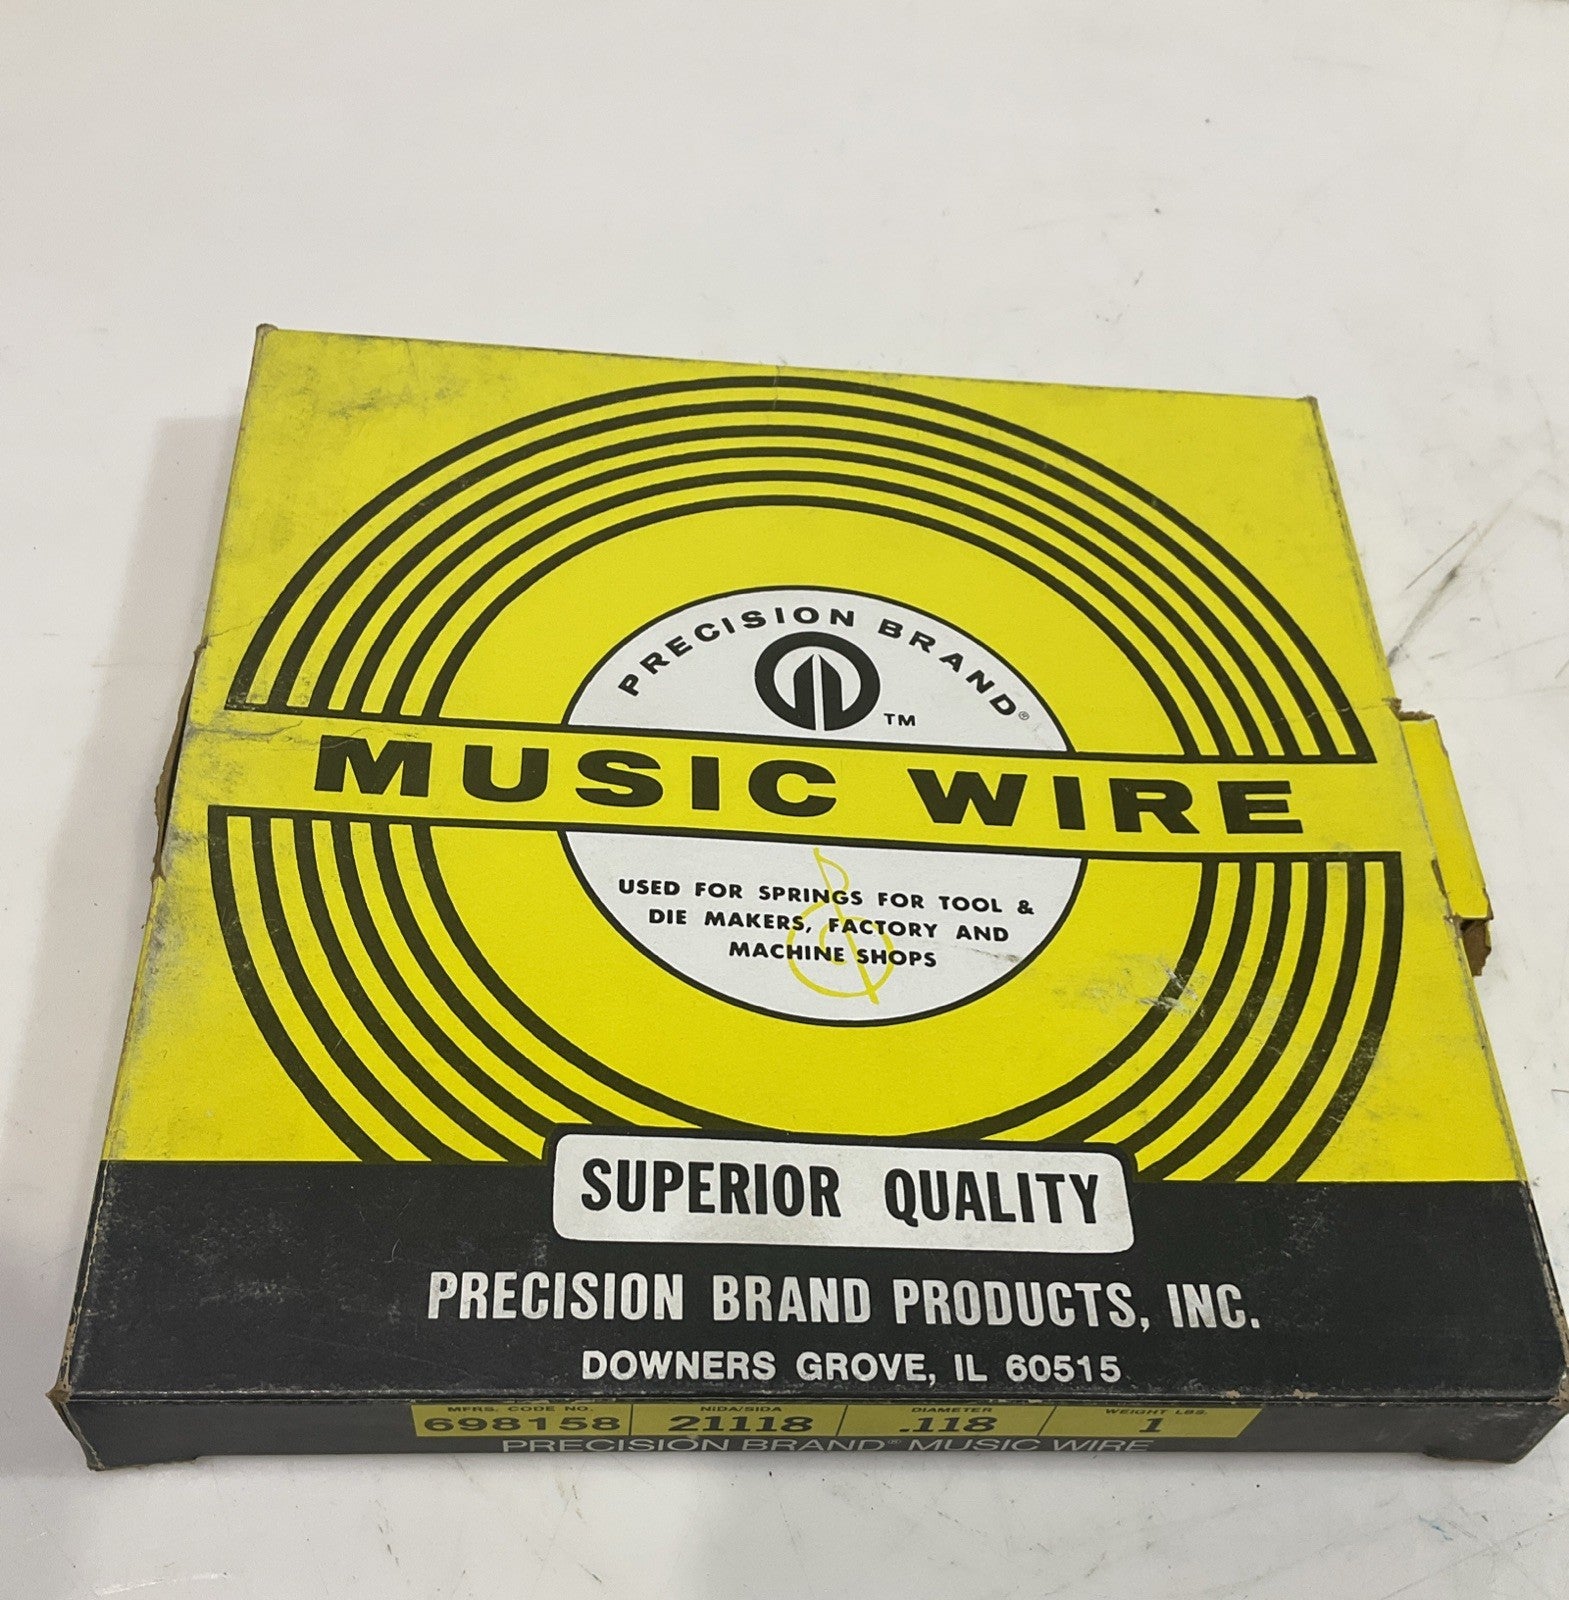 PRECISION BRAND®
TM
MUSIC WIRE
USED FOR SPRINGS FOR TOOL &
DIE MAKERS, FACTORY AND
MACHINE SHOPS
SUPERIOR QUALITY
PRECISION BRAND PRODUCTS, INC.
DOWNERS GROVE, IL 60515
MFRS. CODE NO. NIDA/SIDA DIAMETER WEIGHT LBS.
698158 21118 .118 1
PRECISION BRAND® MUSIC WIRE